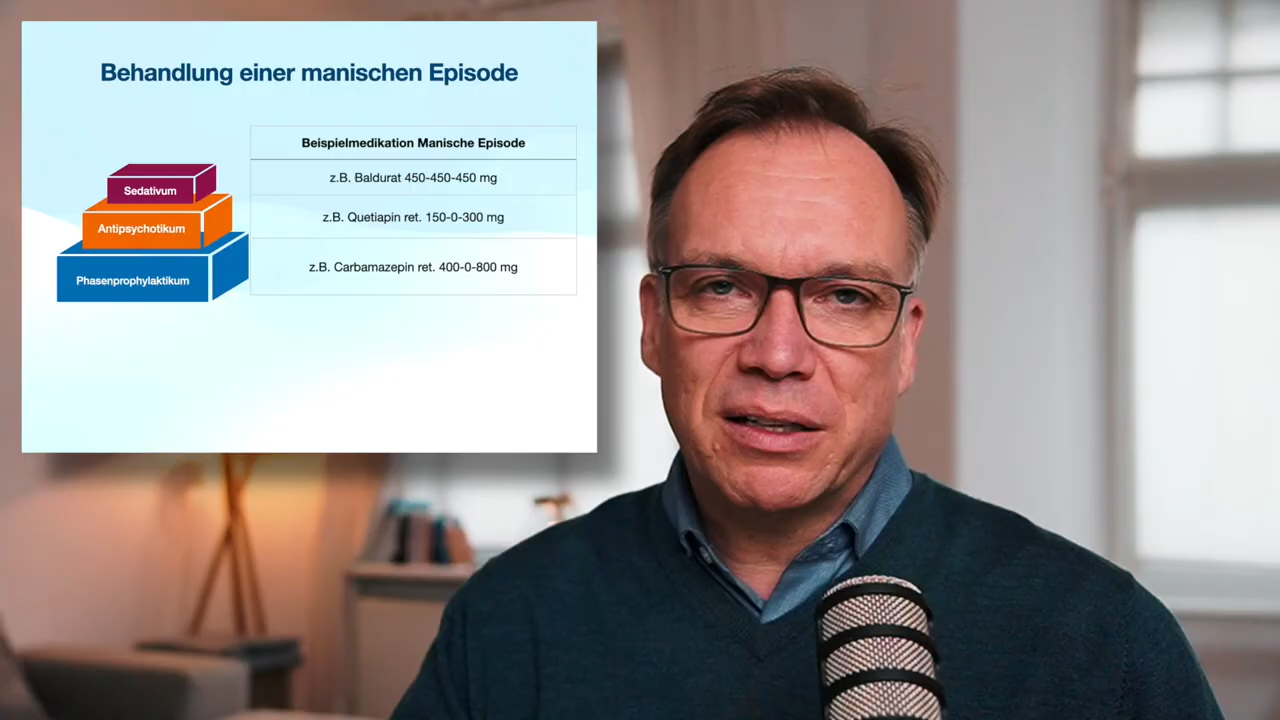 Behandlung einer manischen Episode
Beispielmedikation Manische Episode
Sedativum
z.B. Baldurat 450-450-450 mg
Antipsychotikum
z.B. Quetiapin ret. 150-0-300 mg
Phasenprophylaktikum
z.B. Carbamazepin ret. 400-0-800 mg